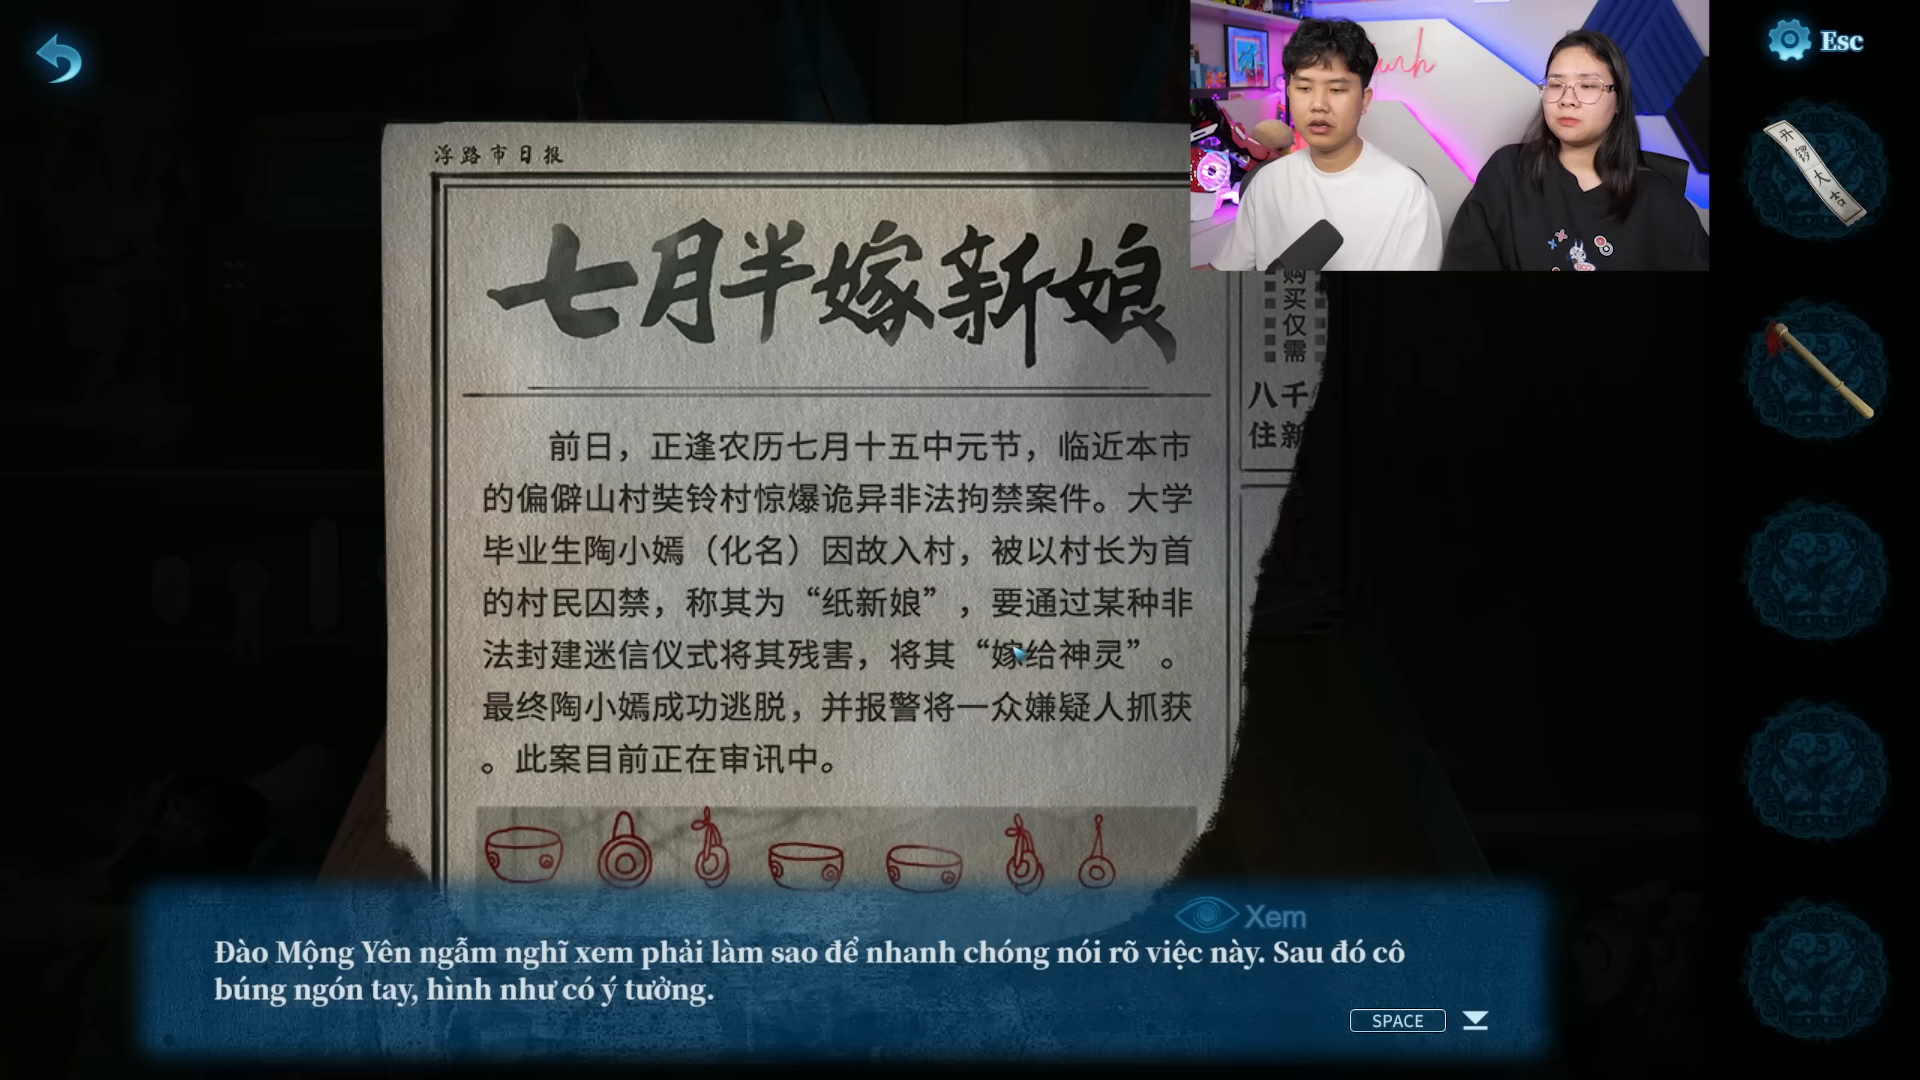 Esc
浮路市日报
七月半嫁新娘
前日，正逢农历七月十五中元节，临近本市
的偏僻山村奘铃村惊爆诡异非法拘禁案件。大学
毕业生陶小嫣（化名）因故入村，被以村长为首
的村民囚禁，称其为“纸新娘”，要通过某种非
法封建迷信仪式将其残害，将其“嫁给神灵”。
最终陶小嫣成功逃脱，并报警将一众嫌疑人抓获
。此案目前正在审讯中。
购买仅需
八千
住新
开锣大吉
Xem
Đào Mộng Yên ngẫm nghĩ xem phải làm sao để nhanh chóng nói rõ việc này. Sau đó cô
búng ngón tay, hình như có ý tưởng.
SPACE